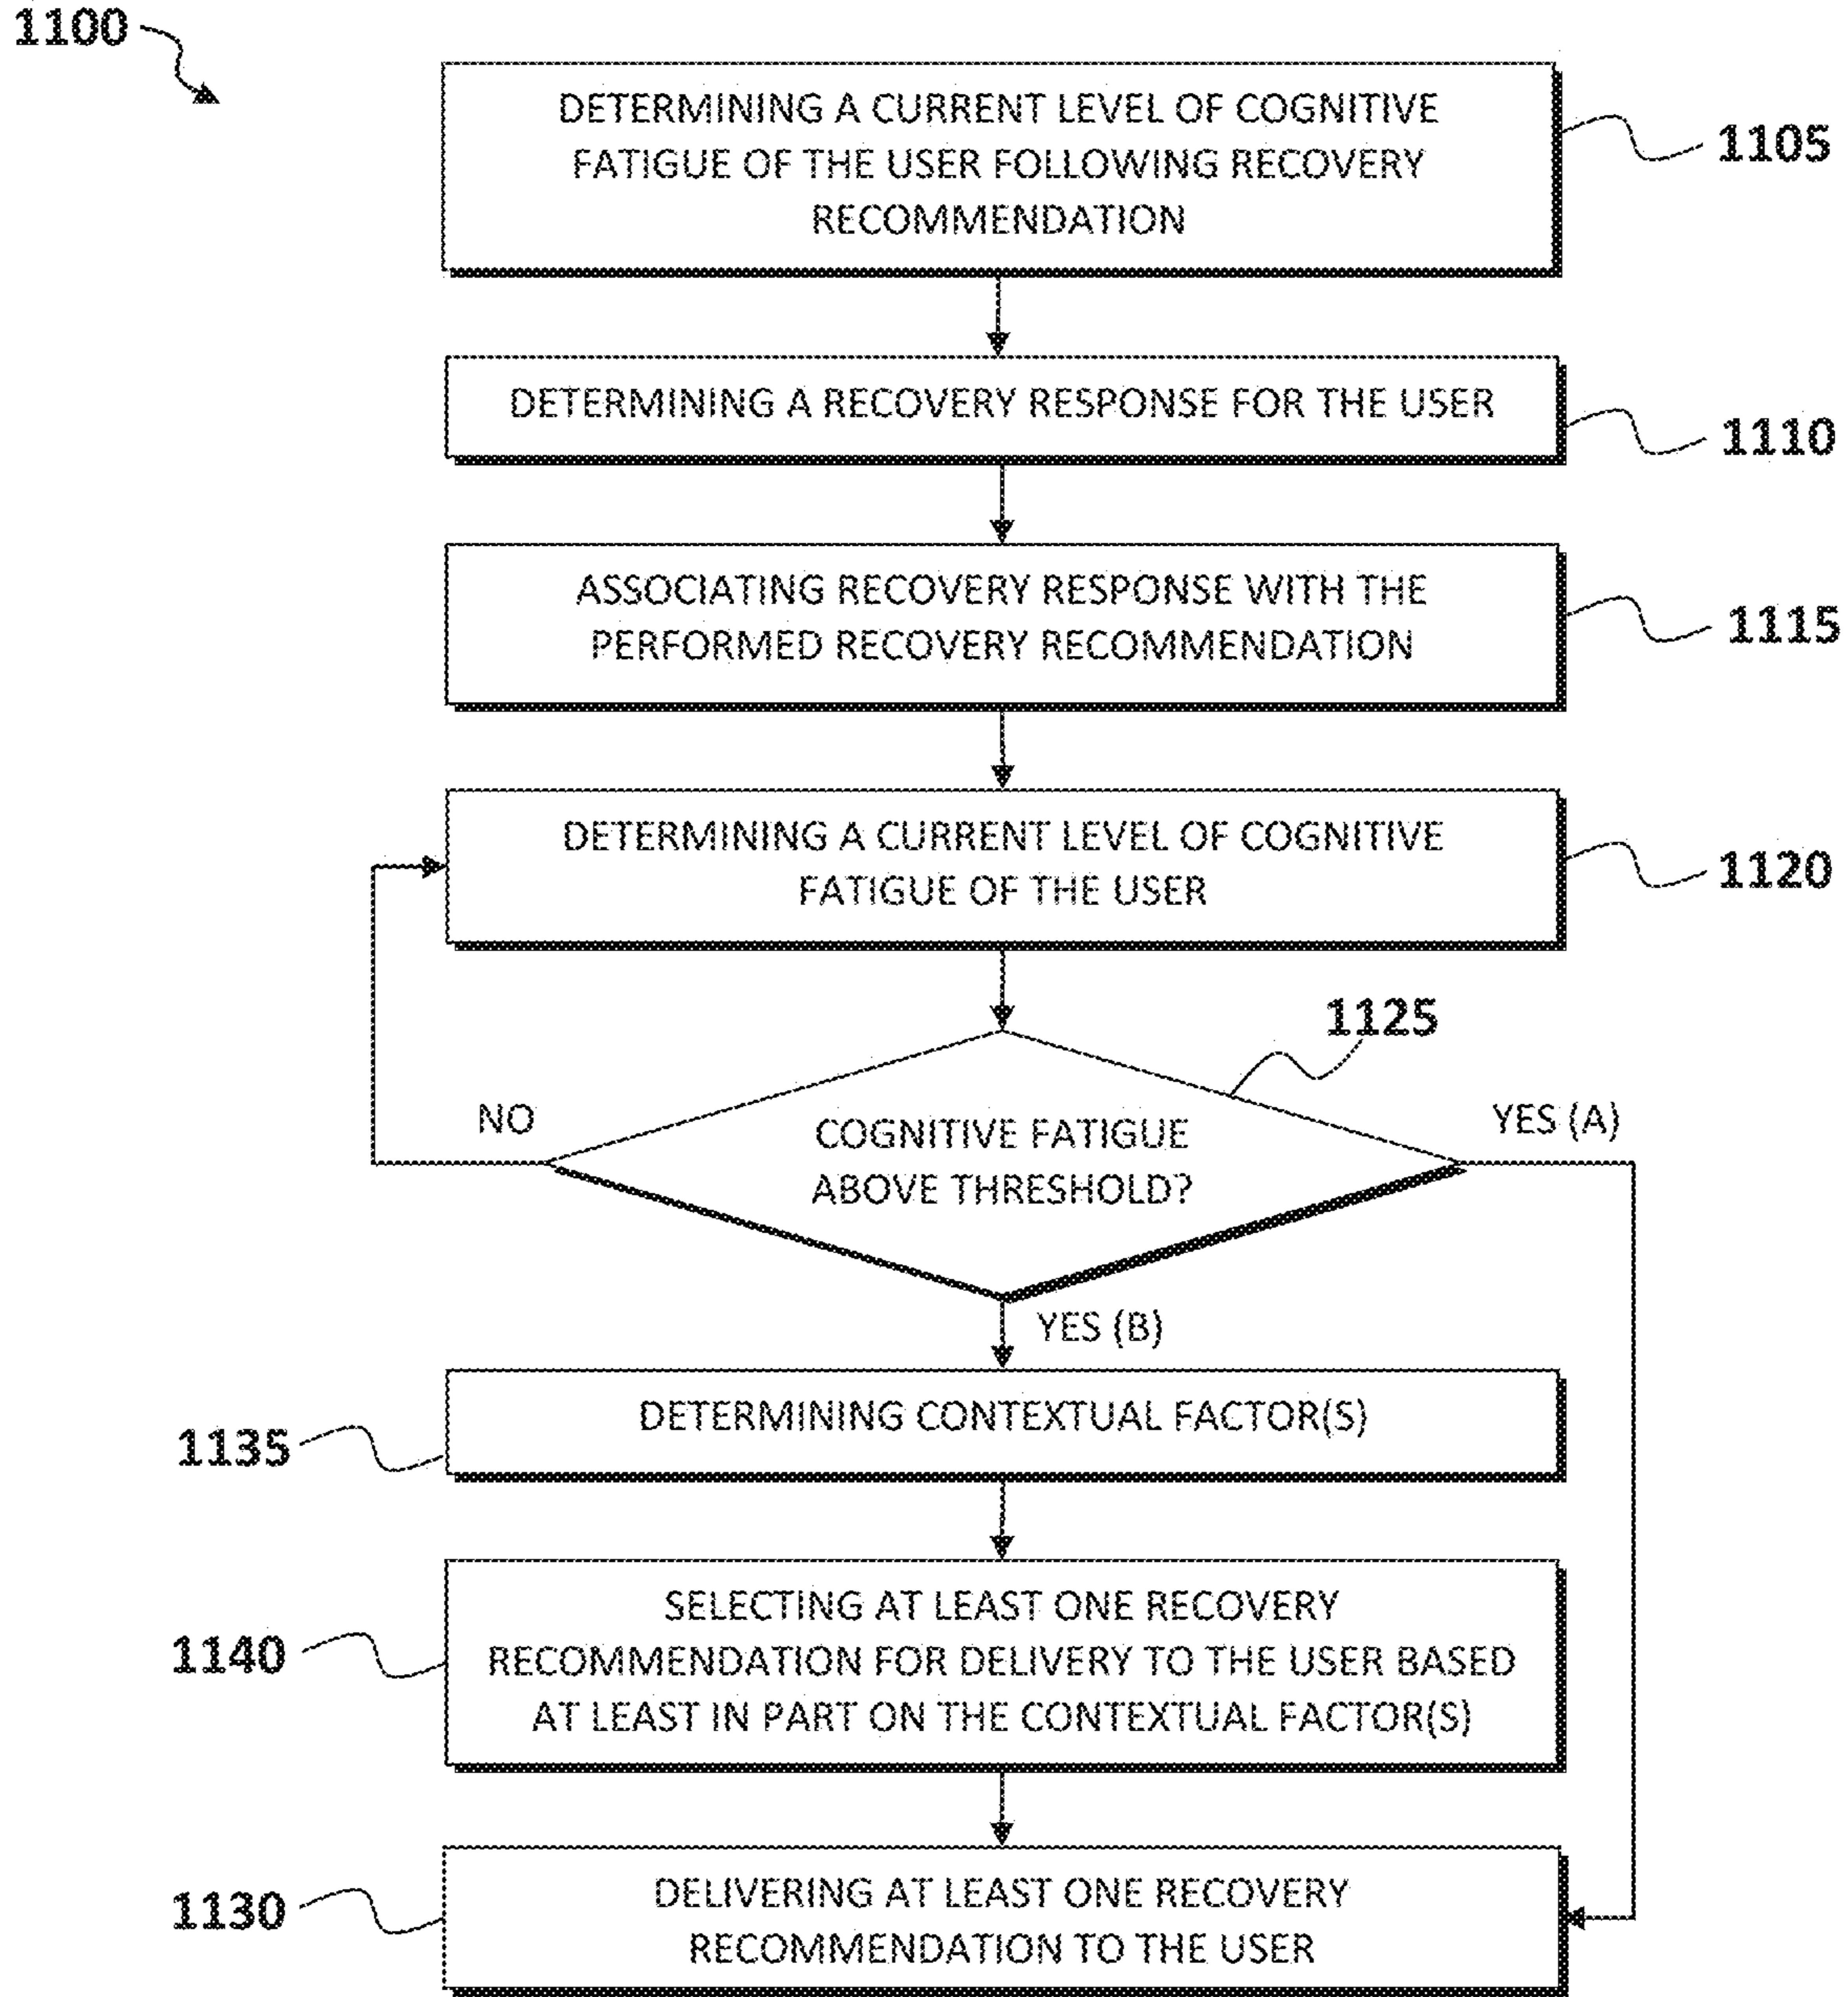 1100
DETERMINING A CURRENT LEVEL OF COGNITIVE
FATIGUE OF THE USER FOLLOWING RECOVERY
RECOMMENDATION
1105
DETERMINING A RECOVERY RESPONSE FOR THE USER
1110
ASSOCIATING RECOVERY RESPONSE WITH THE
PERFORMED RECOVERY RECOMMENDATION
1115
DETERMINING A CURRENT LEVEL OF COGNITIVE
FATIGUE OF THE USER
1120
1125
NO
COGNITIVE FATIGUE
ABOVE THRESHOLD?
YES (A)
YES (B)
DETERMINING CONTEXTUAL FACTOR(S)
1135
SELECTING AT LEAST ONE RECOVERY
RECOMMENDATION FOR DELIVERY TO THE USER BASED
AT LEAST IN PART ON THE CONTEXTUAL FACTOR(S)
1140
DELIVERING AT LEAST ONE RECOVERY
RECOMMENDATION TO THE USER
1130